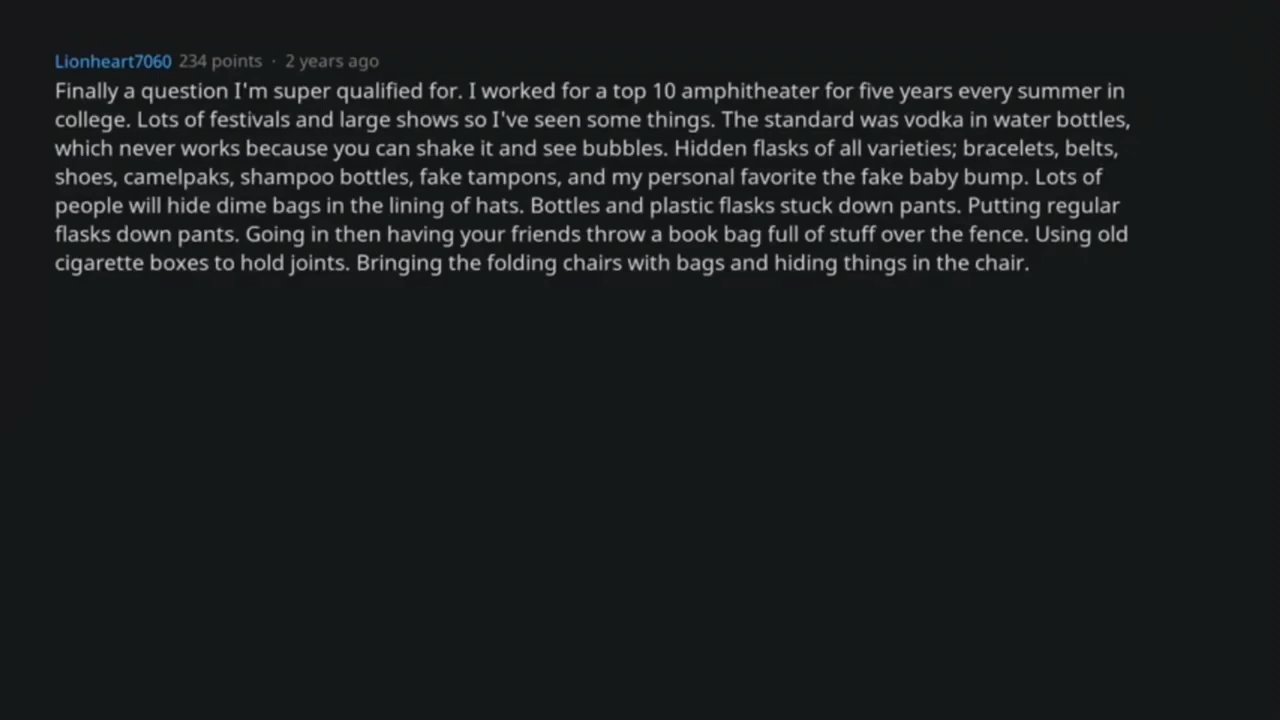 Lionheart7060 234 points · 2 years ago
Finally a question I'm super qualified for. I worked for a top 10 amphitheater for five years every summer in
college. Lots of festivals and large shows so I've seen some things. The standard was vodka in water bottles,
which never works because you can shake it and see bubbles. Hidden flasks of all varieties; bracelets, belts,
shoes, camelpaks, shampoo bottles, fake tampons, and my personal favorite the fake baby bump. Lots of
people will hide dime bags in the lining of hats. Bottles and plastic flasks stuck down pants. Putting regular
flasks down pants. Going in then having your friends throw a book bag full of stuff over the fence. Using old
cigarette boxes to hold joints. Bringing the folding chairs with bags and hiding things in the chair.